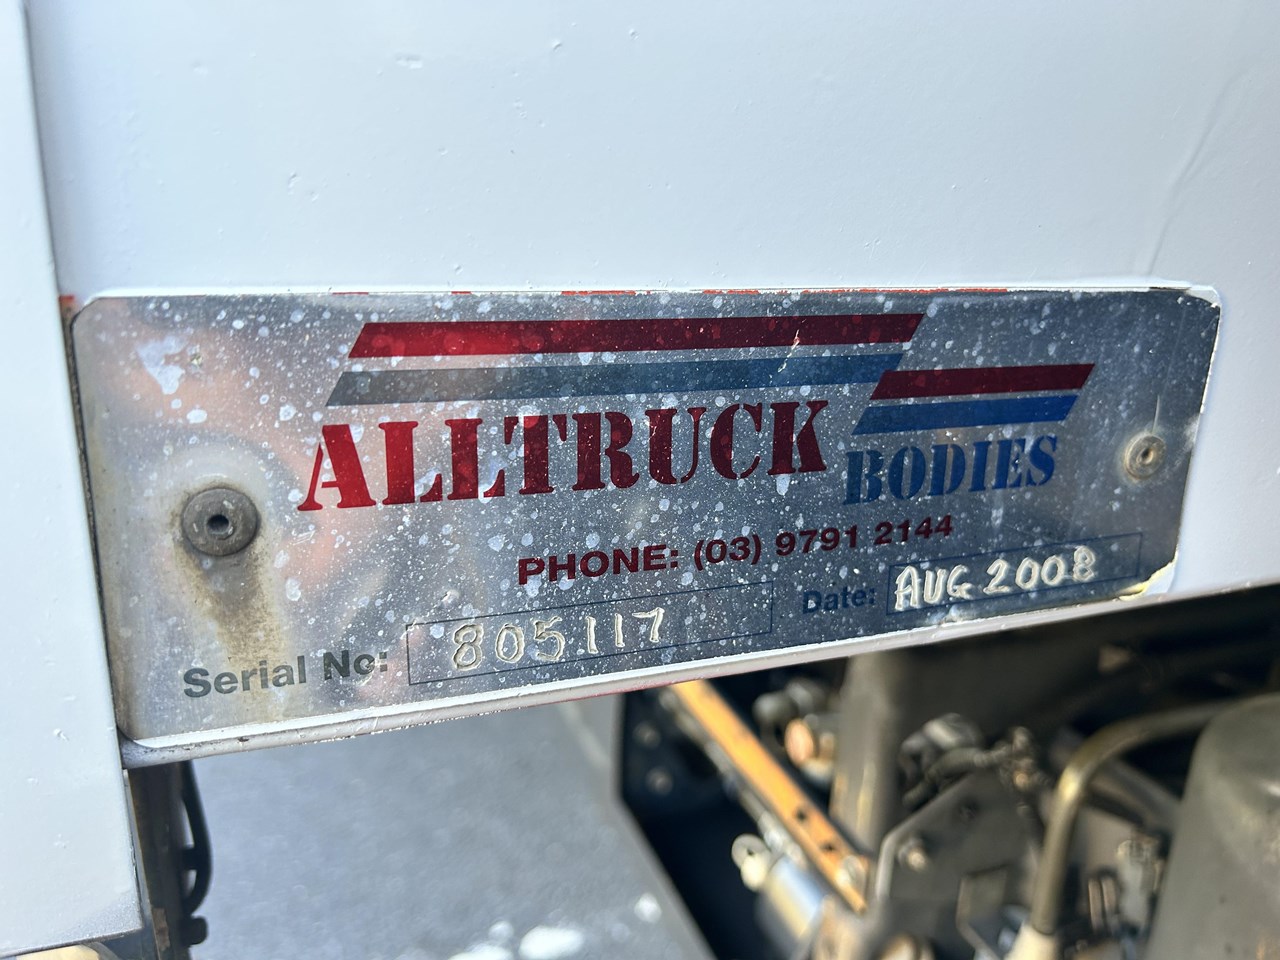 ALLTRUCK
BODIES
PHONE: (03) 9791 2144
Serial No: 805117
Date: AUG 2008